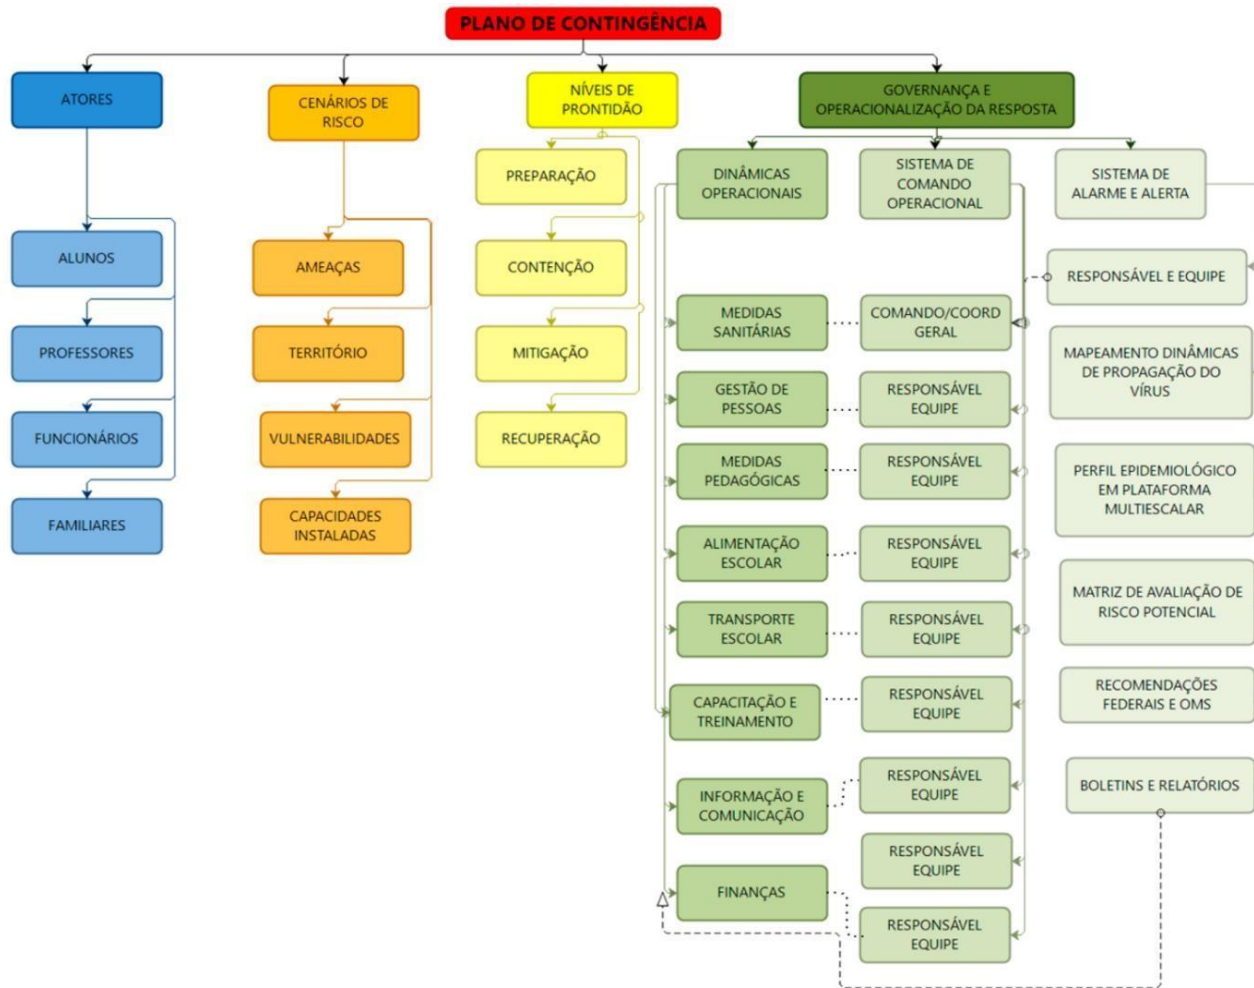 PLANO DE CONTINGÊNCIA
ATORES
ALUNOS
PROFESSORES
FUNCIONÁRIOS
FAMILIARES
CENÁRIOS DE
RISCO
AMEAÇAS
TERRITÓRIO
VULNERABILIDADES
CAPACIDADES
INSTALADAS
NÍVEIS DE
PRONTIDÃO
PREPARAÇÃO
CONTENÇÃO
MITIGAÇÃO
RECUPERAÇÃO
GOVERNANÇA E
OPERACIONALIZAÇÃO DA RESPOSTA
DINÂMICAS
OPERACIONAIS
MEDIDAS
SANITÁRIAS
GESTÃO DE
PESSOAS
MEDIDAS
PEDAGÓGICAS
ALIMENTAÇÃO
ESCOLAR
TRANSPORTE
ESCOLAR
CAPACITAÇÃO E
TREINAMENTO
INFORMAÇÃO E
COMUNICAÇÃO
FINANÇAS
SISTEMA DE
COMANDO
OPERACIONAL
COMANDO/COORD
GERAL
RESPONSÁVEL
EQUIPE
RESPONSÁVEL
EQUIPE
RESPONSÁVEL
EQUIPE
RESPONSÁVEL
EQUIPE
RESPONSÁVEL
EQUIPE
RESPONSÁVEL
EQUIPE
RESPONSÁVEL
EQUIPE
RESPONSÁVEL
EQUIPE
SISTEMA DE
ALARME E ALERTA
RESPONSÁVEL E EQUIPE
MAPEAMENTO DINÂMICAS
DE PROPAGAÇÃO DO
VÍRUS
PERFIL EPIDEMIOLÓGICO
EM PLATAFORMA
MULTIESCALAR
MATRIZ DE AVALIAÇÃO DE
RISCO POTENCIAL
RECOMENDAÇÕES
FEDERAIS E OMS
BOLETINS E RELATÓRIOS